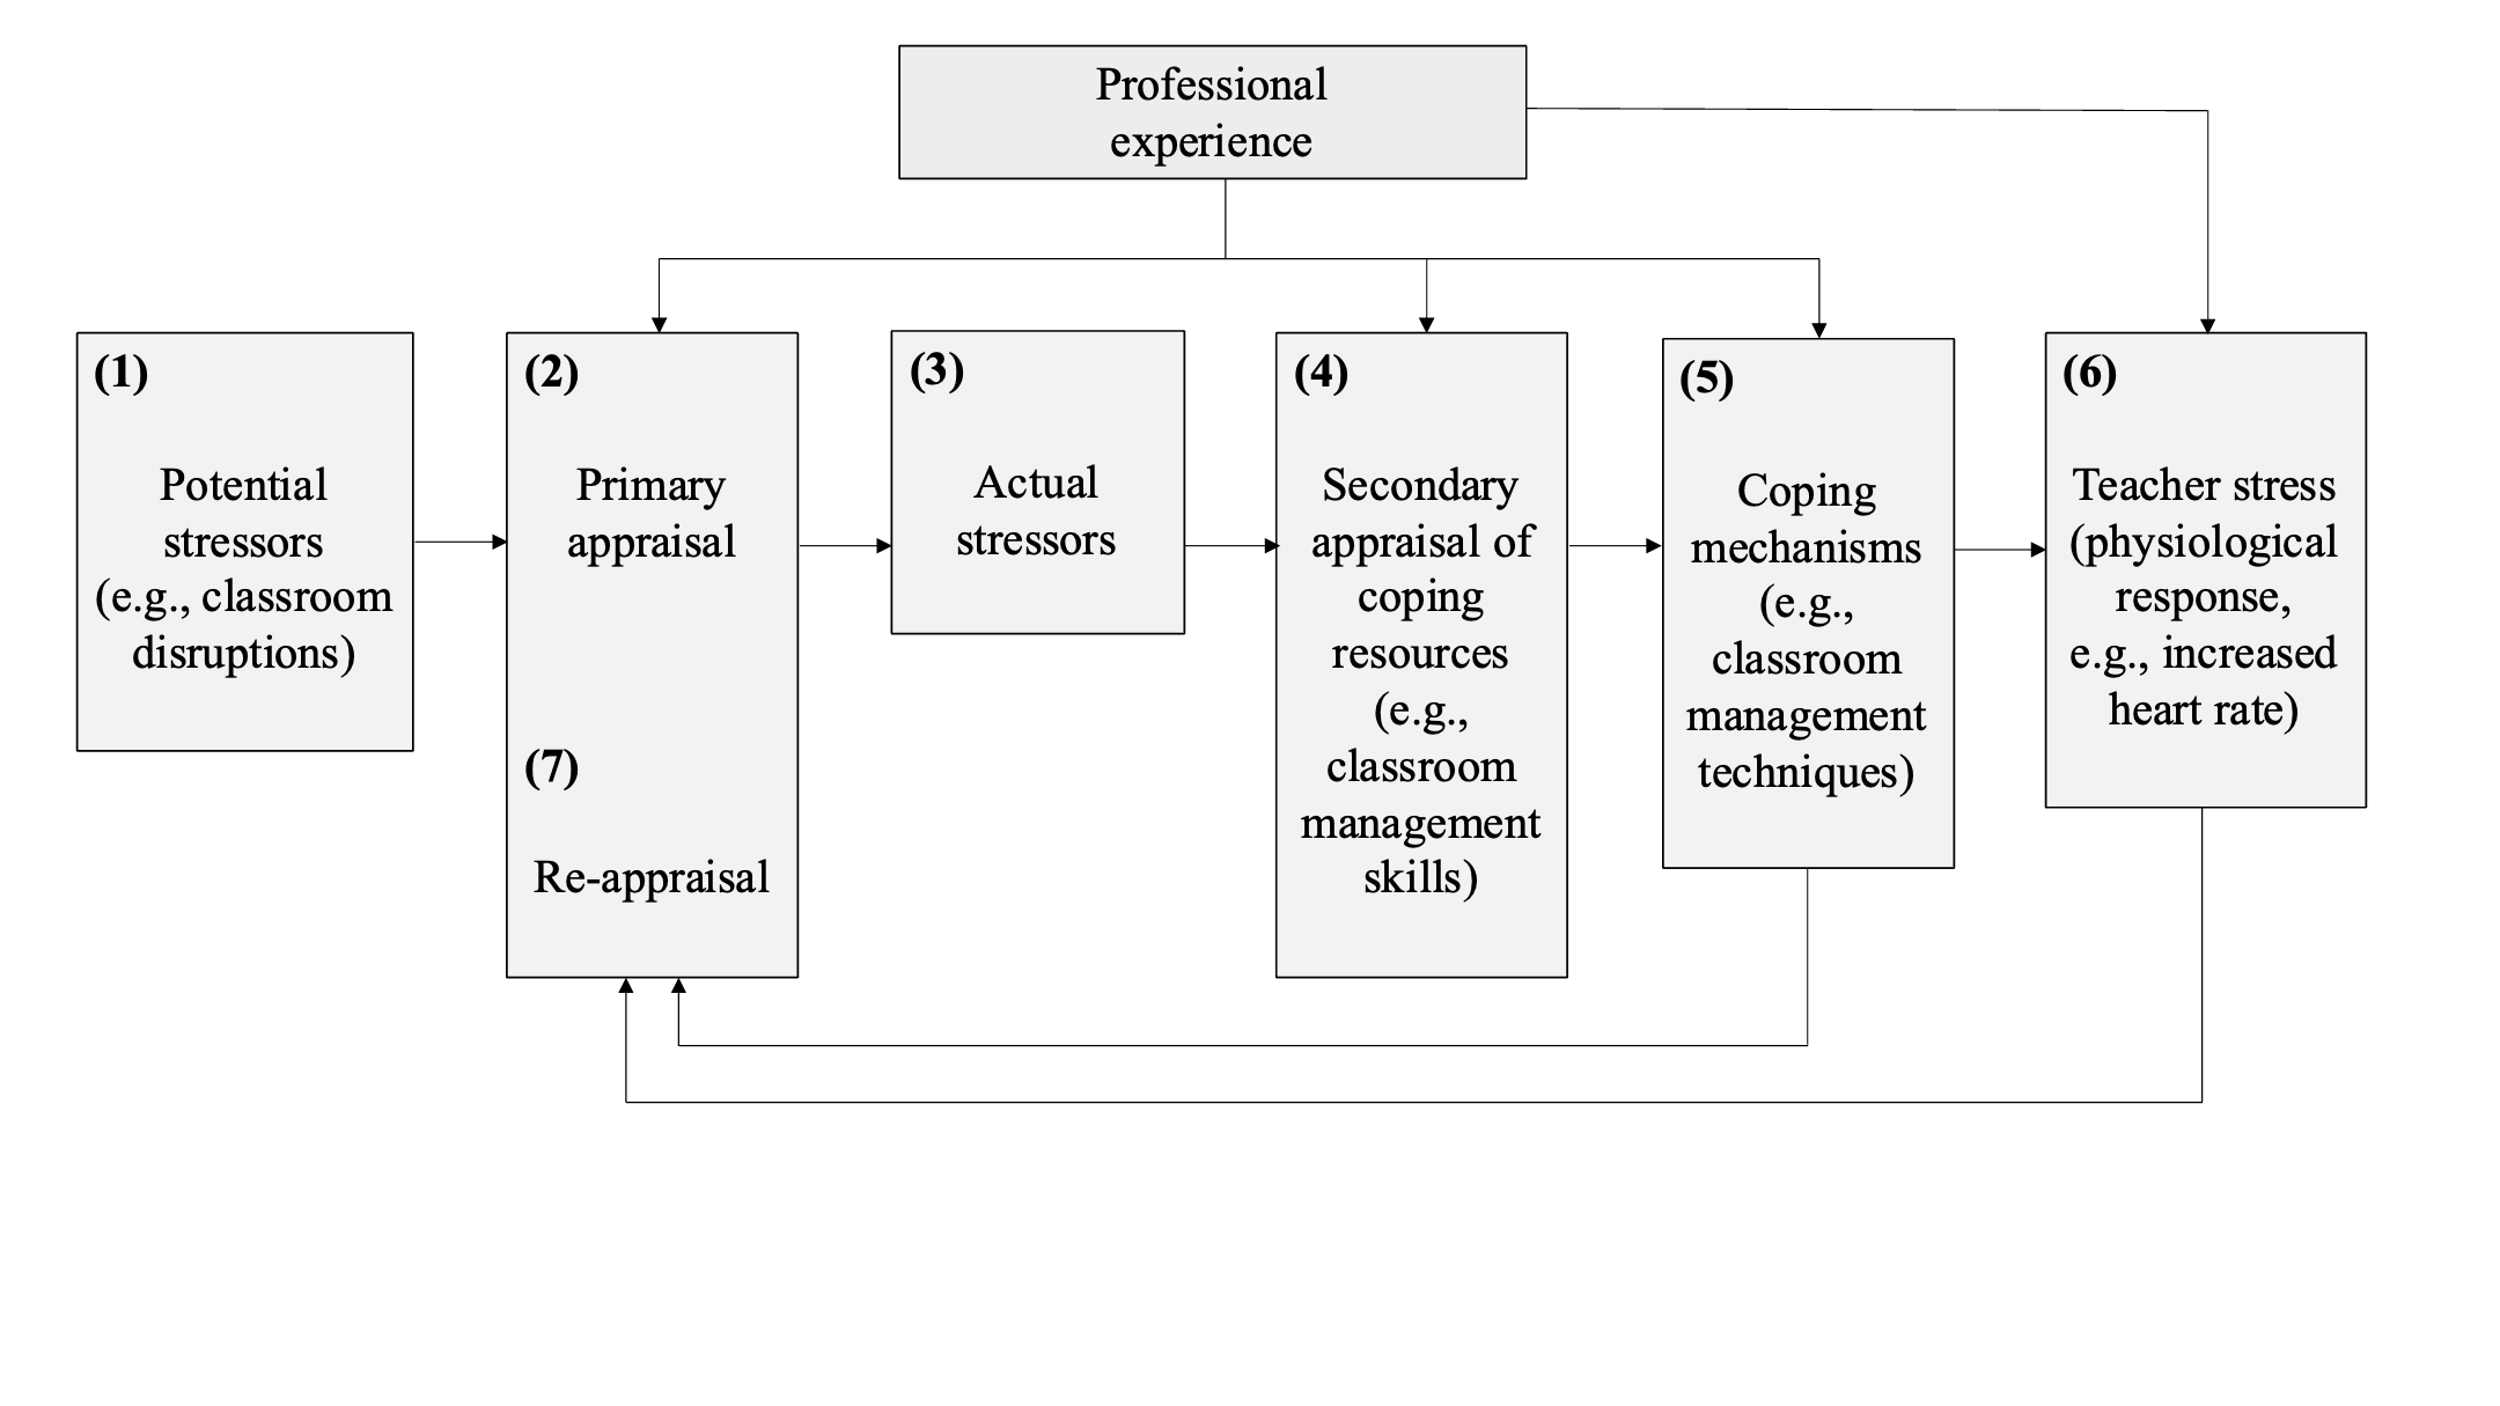 Professional
experience
(1)
Potential
stressors
(e.g., classroom
disruptions)
(2)
Primary
appraisal
(7)
Re-appraisal
(3)
Actual
stressors
(4)
Secondary
appraisal of
coping
resources
(e.g.,
classroom
management
skills)
(5)
Coping
mechanisms
(e.g.,
classroom
management
techniques)
(6)
Teacher stress
(physiological
response,
e.g., increased
heart rate)